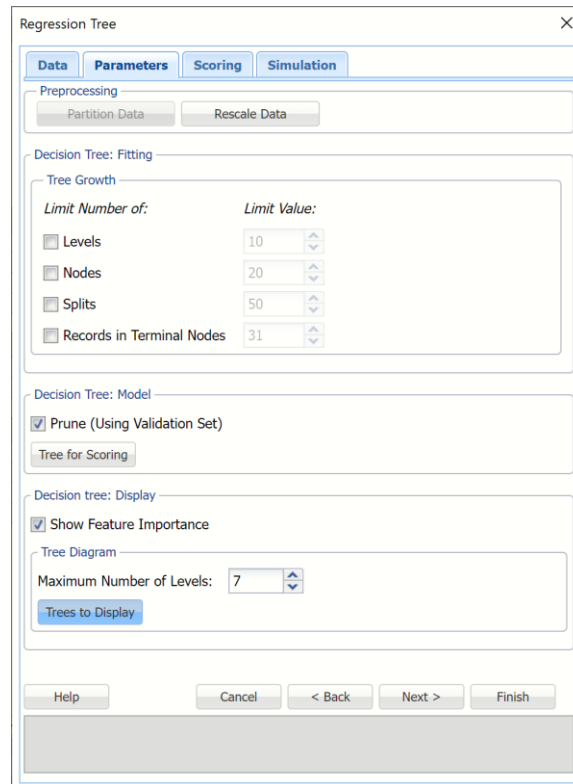 Regression Tree
Data Parameters Scoring Simulation
Preprocessing
Partition Data Rescale Data
Decision Tree: Fitting
Tree Growth
Limit Number of: Limit Value:
Levels 10
Nodes 20
Splits 50
Records in Terminal Nodes 31
Decision Tree: Model
Prune (Using Validation Set)
Tree for Scoring
Decision tree: Display
Show Feature Importance
Tree Diagram
Maximum Number of Levels: 7
Trees to Display
Help Cancel < Back Next > Finish